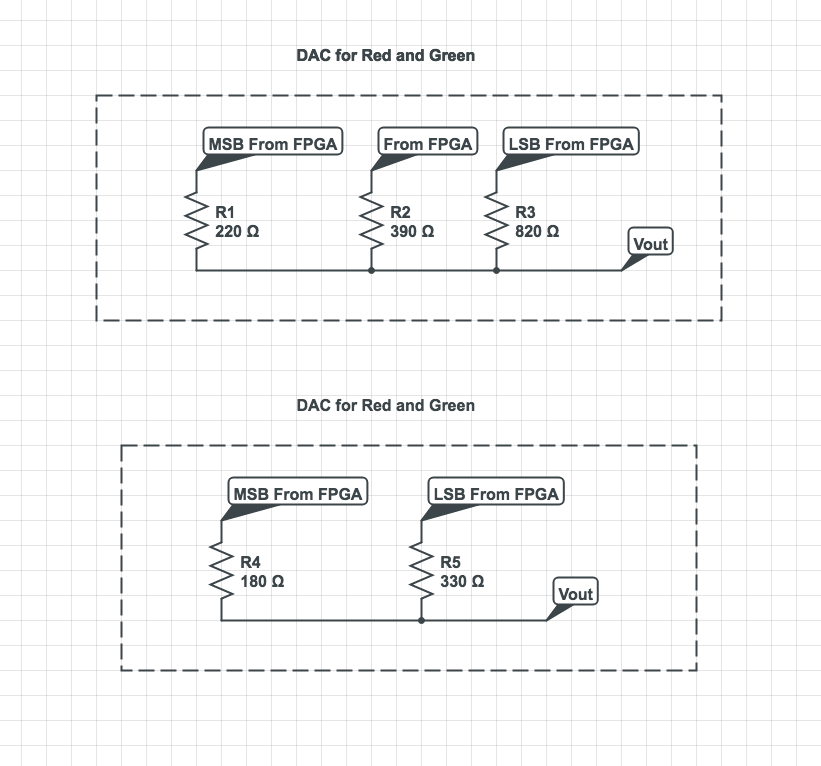 DAC for Red and Green
MSB From FPGA
From FPGA
LSB From FPGA
R1
220 Ω
R2
390 Ω
R3
820 Ω
Vout
DAC for Red and Green
MSB From FPGA
LSB From FPGA
R4
180 Ω
R5
330 Ω
Vout